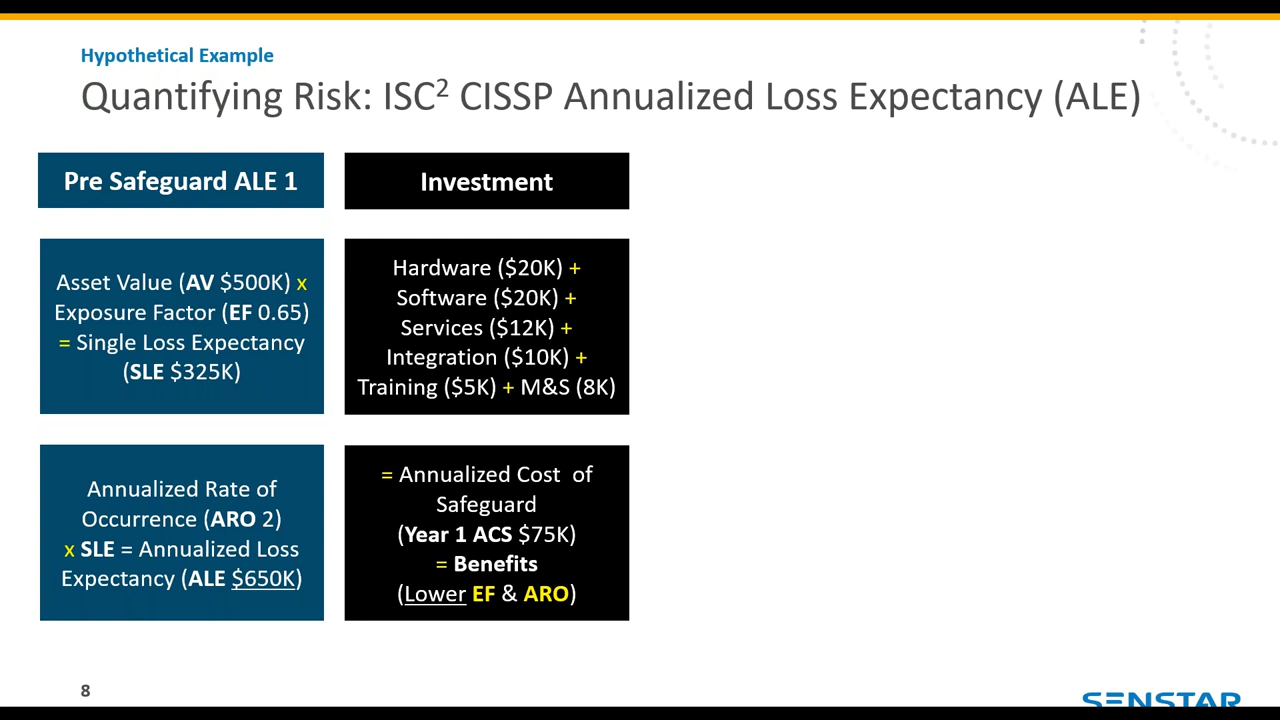 Hypothetical Example
Quantifying Risk: ISC² CISSP Annualized Loss Expectancy (ALE)
Pre Safeguard ALE 1
Asset Value (AV $500K) x
Exposure Factor (EF 0.65)
= Single Loss Expectancy
(SLE $325K)
Annualized Rate of
Occurrence (ARO 2)
x SLE = Annualized Loss
Expectancy (ALE $650K)
Investment
Hardware ($20K) +
Software ($20K) +
Services ($12K) +
Integration ($10K) +
Training ($5K) + M&S (8K)
= Annualized Cost of
Safeguard
(Year 1 ACS $75K)
= Benefits
(Lower EF & ARO)
8
SENSTAR